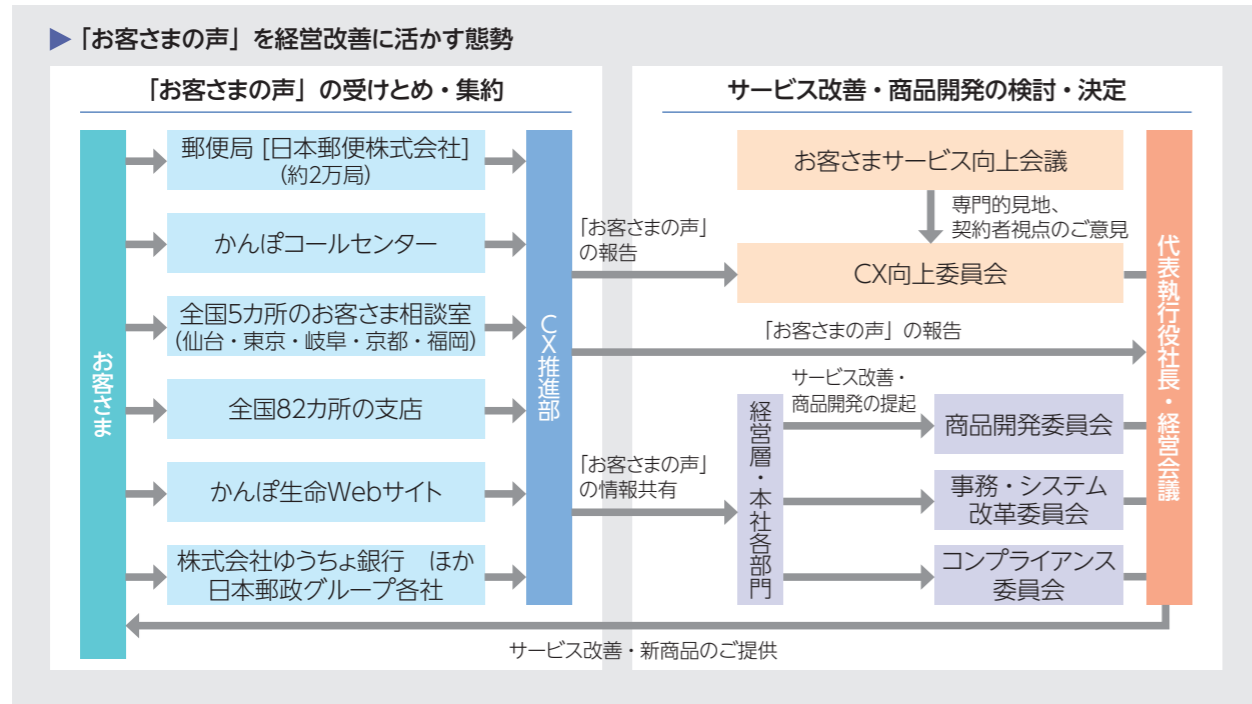 ▶「お客さまの声」を経営改善に活かす態勢
「お客さまの声」の受けとめ・集約
お客さま
郵便局 [日本郵便株式会社]
(約2万局)
かんぽコールセンター
全国5カ所のお客さま相談室
(仙台・東京・岐阜・京都・福岡)
全国82カ所の支店
かんぽ生命Webサイト
株式会社ゆうちょ銀行　ほか
日本郵政グループ各社
CX推進部
「お客さまの声」
の報告
「お客さまの声」
の情報共有
サービス改善・商品開発の検討・決定
お客さまサービス向上会議
専門的見地、
契約者視点のご意見
CX向上委員会
「お客さまの声」の報告
経営層・本社各部門
サービス改善・
商品開発の提起
商品開発委員会
事務・システム
改革委員会
コンプライアンス
委員会
代表執行役社長・経営会議
サービス改善・新商品のご提供